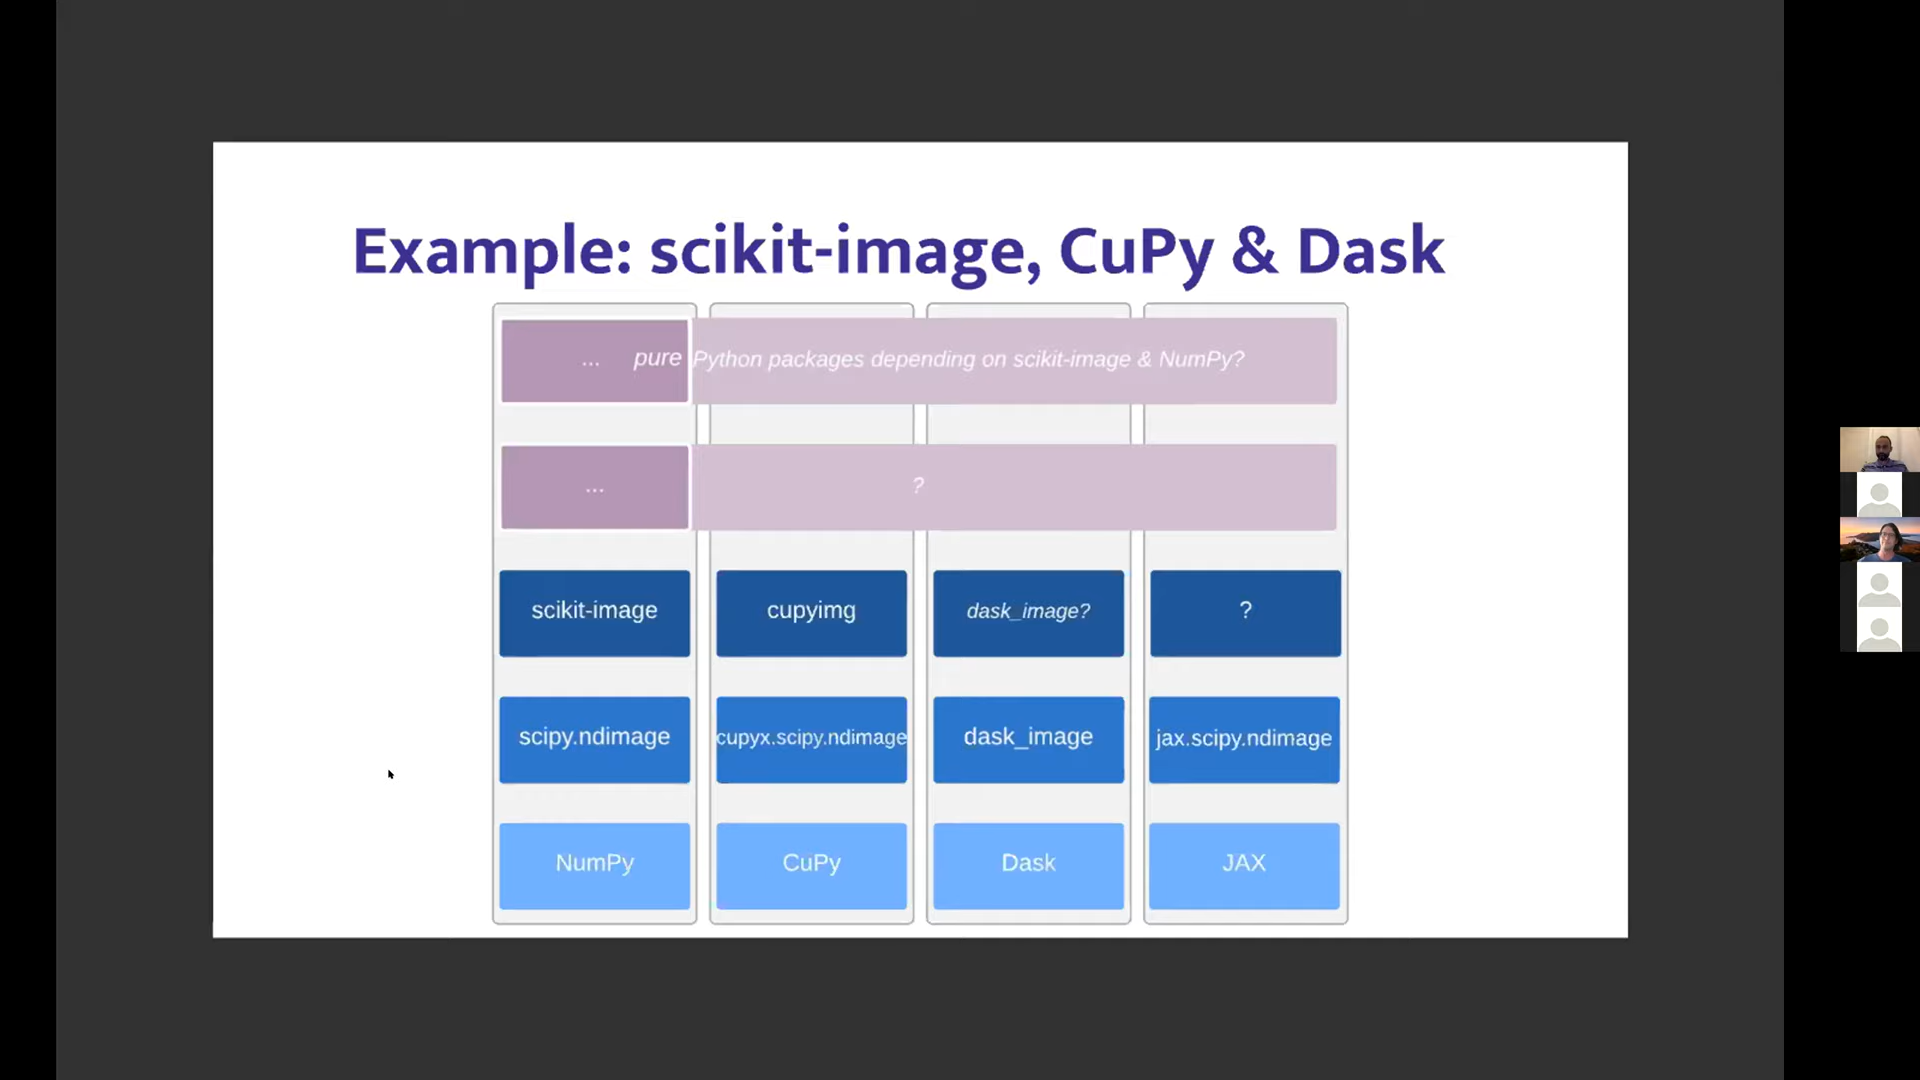 Example: scikit-image, CuPy & Dask
... pure Python packages depending on scikit-image & NumPy?
... ?
scikit-image cupyimg dask_image? ?
scipy.ndimage cupyx.scipy.ndimage dask_image jax.scipy.ndimage
NumPy CuPy Dask JAX